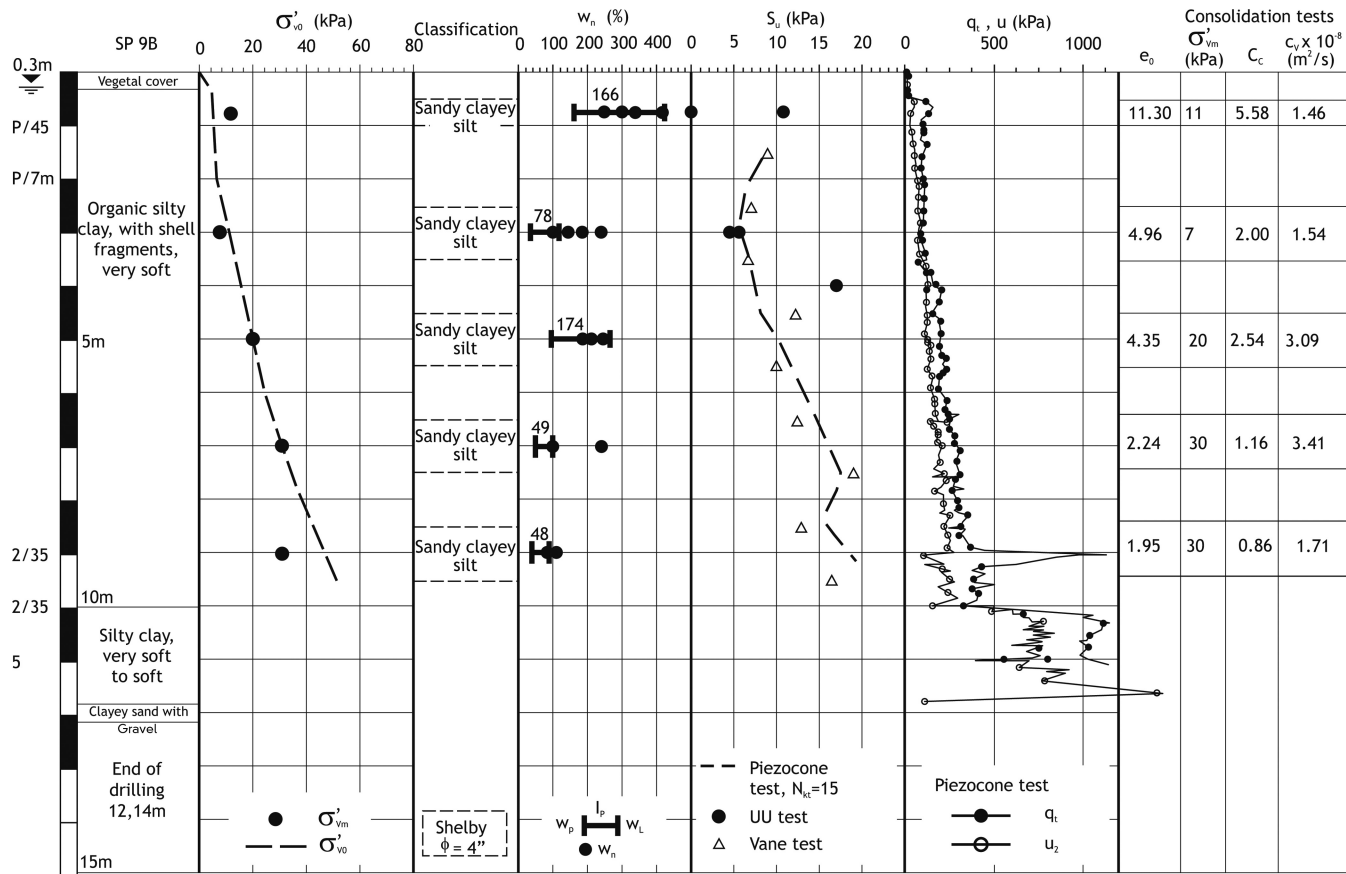 SP 9B
σ'v0 (kPa)
0 20 40 60 80
Classification
wn (%)
0 100 200 300 400 0
Su (kPa)
5 10 15 20
qt , u (kPa)
0 500 1000
Consolidation tests
e0
σ'vm (kPa)
Cc
cv x 10-8 (m2/s)
0.3m
P/45
P/7m
5m
2/35
10m
2/35
5
15m
Vegetal cover
Organic silty
clay, with shell
fragments,
very soft
Silty clay,
very soft
to soft
Clayey sand with
Gravel
End of
drilling
12,14m
Sandy clayey
silt
Sandy clayey
silt
Sandy clayey
silt
Sandy clayey
silt
Sandy clayey
silt
166
78
174
49
48
11.30 11 5.58 1.46
4.96 7 2.00 1.54
4.35 20 2.54 3.09
2.24 30 1.16 3.41
1.95 30 0.86 1.71
σ'vm
σ'v0
Shelby
ϕ = 4”
Ip
wp wL
wn
Piezocone
test, Nkt=15
UU test
Vane test
Piezocone test
qt
u2